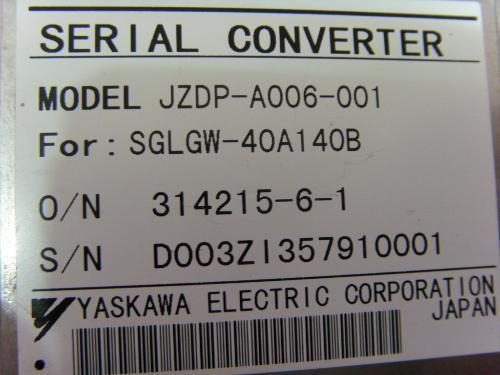 SERIAL CONVERTER
MODEL JZDP-A006-001
For: SGLGW-40A140B
O/N 314215-6-1
S/N D003Z1357910001
YASKAWA ELECTRIC CORPORATION
JAPAN